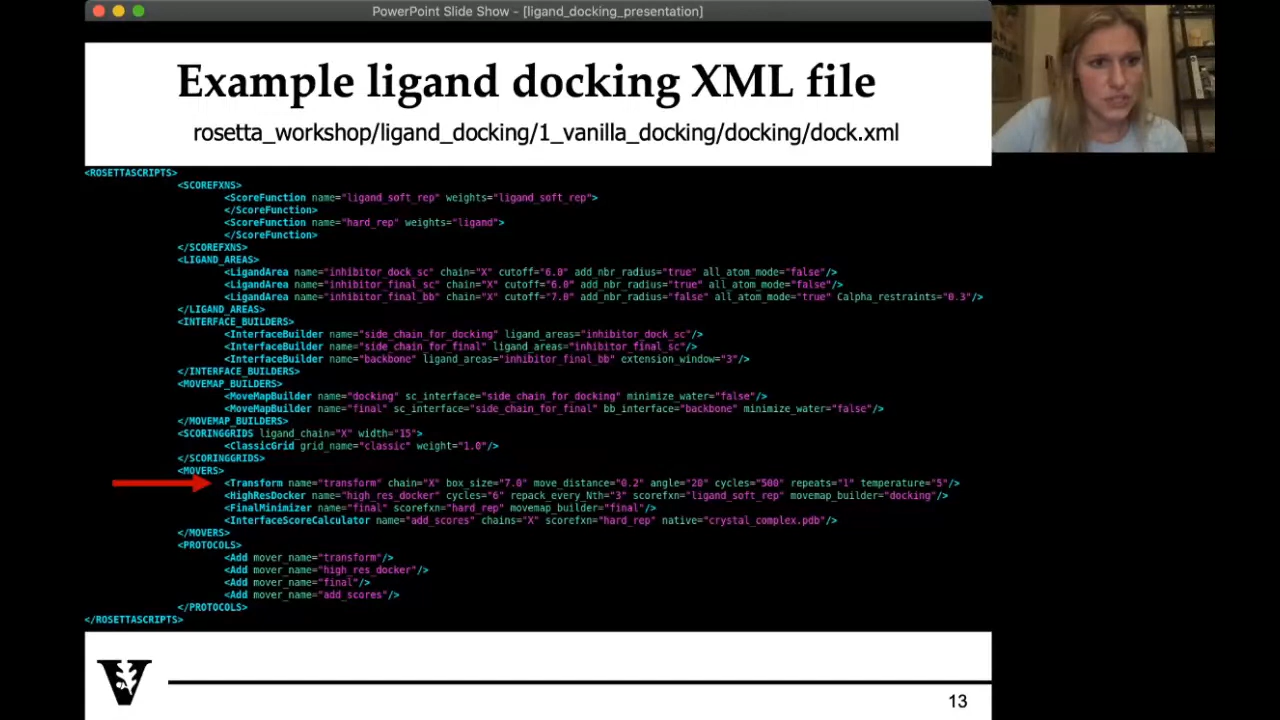 PowerPoint Slide Show - [ligand_docking_presentation]
Example ligand docking XML file
rosetta_workshop/ligand_docking/1_vanilla_docking/docking/dock.xml
<ROSETTASCRIPTS>
<SCOREFXNS>
<ScoreFunction name="ligand_soft_rep" weights="ligand_soft_rep">
</ScoreFunction>
<ScoreFunction name="hard_rep" weights="ligand">
</ScoreFunction>
</SCOREFXNS>
<LIGAND_AREAS>
<LigandArea name="inhibitor_dock_sc" chain="X" cutoff="6.0" add_nbr_radius="true" all_atom_mode="false"/>
<LigandArea name="inhibitor_final_sc" chain="X" cutoff="6.0" add_nbr_radius="true" all_atom_mode="false"/>
<LigandArea name="inhibitor_final_bb" chain="X" cutoff="7.0" add_nbr_radius="false" all_atom_mode="true" Calpha_restraints="0.3"/>
</LIGAND_AREAS>
<INTERFACE_BUILDERS>
<InterfaceBuilder name="side_chain_for_docking" ligand_areas="inhibitor_dock_sc"/>
<InterfaceBuilder name="side_chain_for_final" ligand_areas="inhibitor_final_sc"/>
<InterfaceBuilder name="backbone" ligand_areas="inhibitor_final_bb" extension_window="3"/>
</INTERFACE_BUILDERS>
<MOVEMAP_BUILDERS>
<MoveMapBuilder name="docking" sc_interface="side_chain_for_docking" minimize_water="false"/>
<MoveMapBuilder name="final" sc_interface="side_chain_for_final" bb_interface="backbone" minimize_water="false"/>
</MOVEMAP_BUILDERS>
<SCORINGGRIDS ligand_chain="X" width="15">
<ClassicGrid grid_name="classic" weight="1.0"/>
</SCORINGGRIDS>
<MOVERS>
<Transform name="transform" chain="X" box_size="7.0" move_distance="0.2" angle="20" cycles="500" repeats="1" temperature="5"/>
<HighResDocker name="high_res_docker" cycles="6" repack_every_Nth="3" scorefxn="ligand_soft_rep" movemap_builder="docking"/>
<FinalMinimizer name="final" scorefxn="hard_rep" movemap_builder="final"/>
<InterfaceScoreCalculator name="add_scores" chains="X" scorefxn="hard_rep" native="crystal_complex.pdb"/>
</MOVERS>
<PROTOCOLS>
<Add mover_name="transform"/>
<Add mover_name="high_res_docker"/>
<Add mover_name="final"/>
<Add mover_name="add_scores"/>
</PROTOCOLS>
</ROSETTASCRIPTS>
V
13